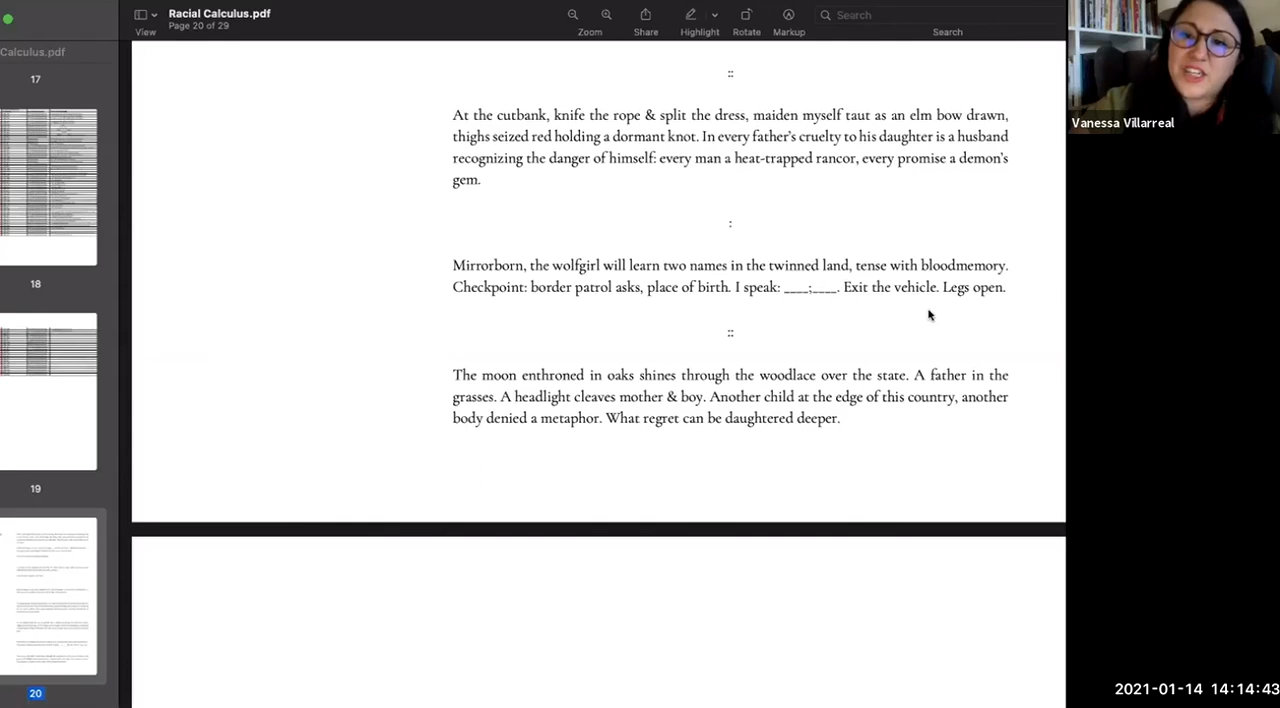 Racial Calculus.pdf
Page 20 of 29
View
Zoom
Share
Highlight
Rotate
Markup
Search
Search
Calculus.pdf
17
18
19
20
::
At the cutbank, knife the rope & split the dress, maiden myself taut as an elm bow drawn,
thighs seized red holding a dormant knot. In every father's cruelty to his daughter is a husband
recognizing the danger of himself: every man a heat-trapped rancor, every promise a demon's
gem.
:
Mirrorborn, the wolfgirl will learn two names in the twinned land, tense with bloodmemory.
Checkpoint: border patrol asks, place of birth. I speak: ____;____. Exit the vehicle. Legs open.
::
The moon enthroned in oaks shines through the woodlace over the state. A father in the
grasses. A headlight cleaves mother & boy. Another child at the edge of this country, another
body denied a metaphor. What regret can be daughtered deeper.
Vanessa Villarreal
2021-01-14 14:14:43